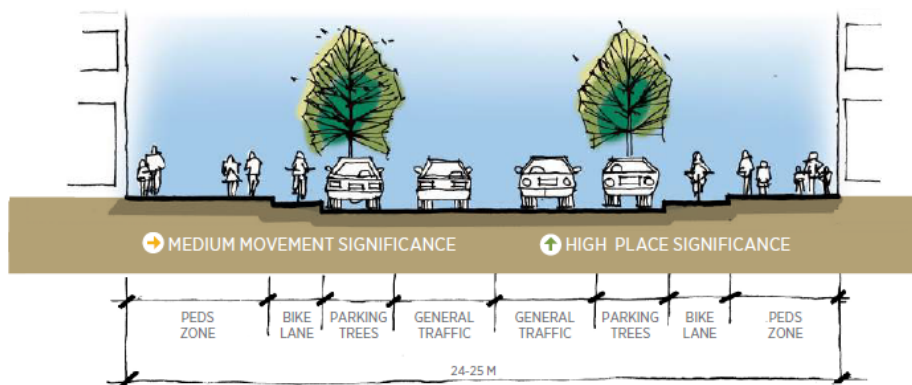 MEDIUM MOVEMENT SIGNIFICANCE
HIGH PLACE SIGNIFICANCE
PEDS
ZONE
BIKE
LANE
PARKING
TREES
GENERAL
TRAFFIC
GENERAL
TRAFFIC
PARKING
TREES
BIKE
LANE
PEDS
ZONE
24-25 M